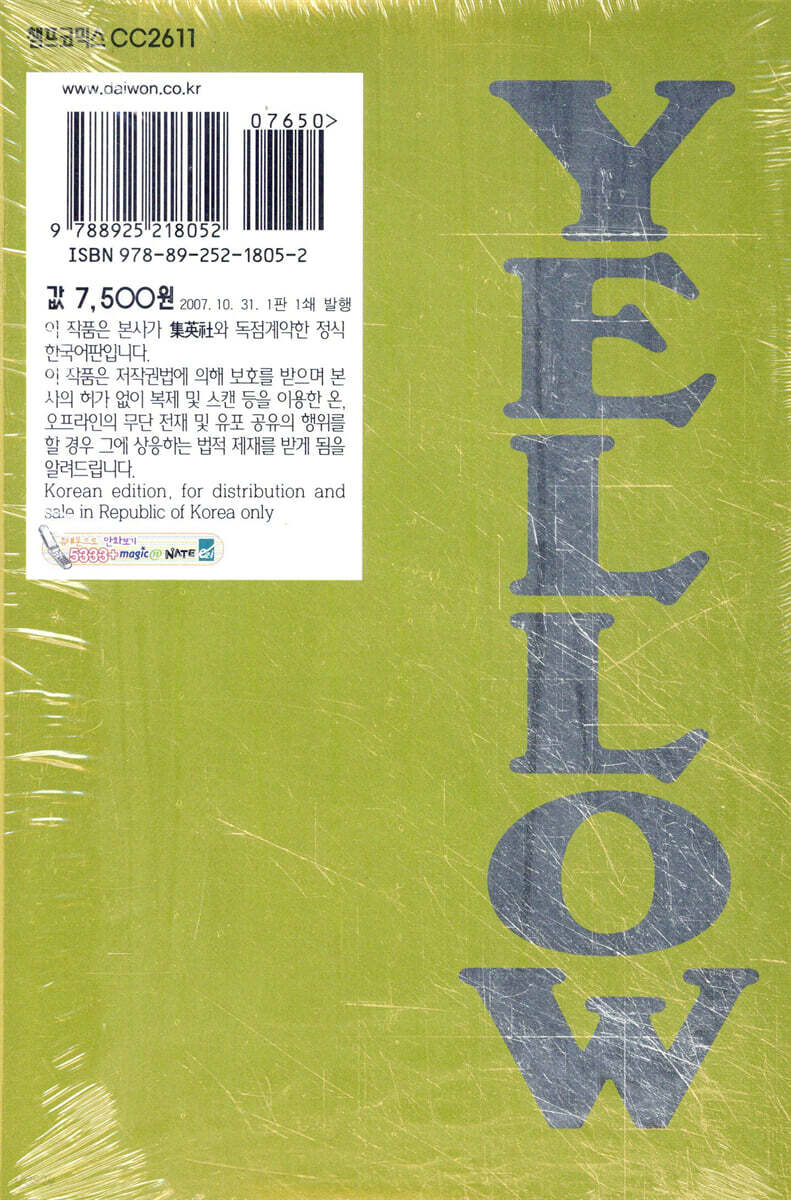 챔프코믹스 CC2611
www.daiwon.co.kr
07650>
9 788925 218052
ISBN 978-89-252-1805-2
값 7,500원 2007. 10. 31. 1판 1쇄 발행
이 작품은 본사가 集英社와 독점계약한 정식
한국어판입니다.
이 작품은 저작권법에 의해 보호를 받으며 본
사의 허가 없이 복제 및 스캔 등을 이용한 온,
오프라인의 무단 전재 및 유포 공유의 행위를
할 경우 그에 상응하는 법적 제재를 받게 됨을
알려드립니다.
Korean edition, for distribution and
sale in Republic of Korea only
만화보기
5333+magicⓝ NATE
YELLOW